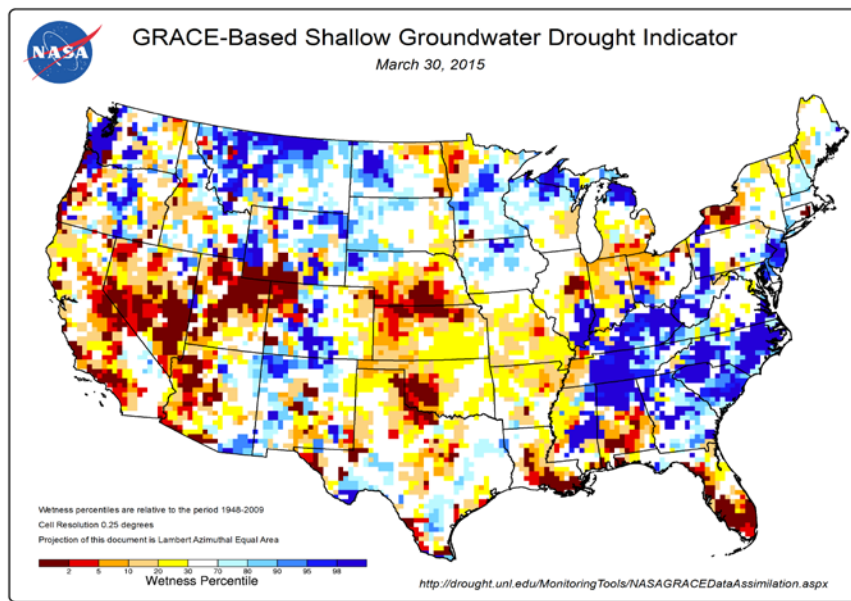 NASA
GRACE-Based Shallow Groundwater Drought Indicator
March 30, 2015
Wetness percentiles are relative to the period 1948-2009
Cell Resolution 0.25 degrees
Projection of this document is Lambert Azimuthal Equal Area
2 5 10 20 30 70 80 90 95 98
Wetness Percentile
http://drought.unl.edu/MonitoringTools/NASAGRACEDataAssimilation.aspx